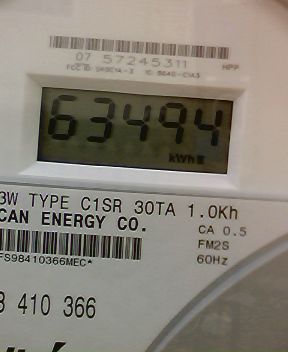 07 57245311
HPP
63494
kWh
3W TYPE C1SR 30TA 1.0Kh
CAN ENERGY CO.
CA 0.5
FM2S
60Hz
FS98410366MEC*
3 410 366